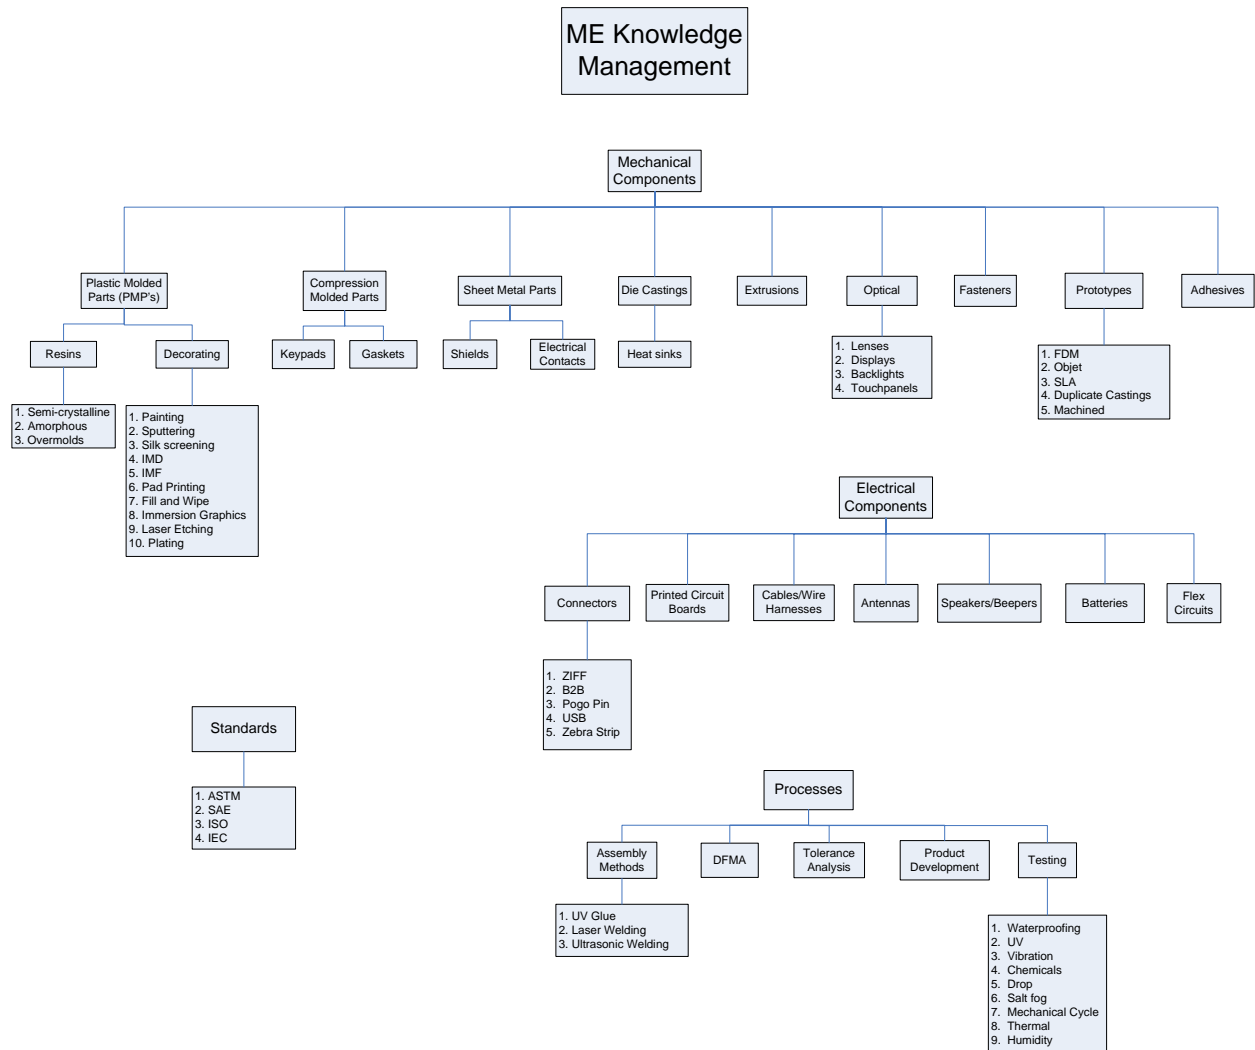 ME Knowledge
Management
Mechanical
Components
Plastic Molded
Parts (PMP's)
Compression
Molded Parts
Sheet Metal Parts
Die Castings
Extrusions
Optical
Fasteners
Prototypes
Adhesives
Resins
Decorating
Keypads
Gaskets
Shields
Electrical
Contacts
Heat sinks
1. Lenses
2. Displays
3. Backlights
4. Touchpanels
1. FDM
2. Objet
3. SLA
4. Duplicate Castings
5. Machined
1. Semi-crystalline
2. Amorphous
3. Overmolds
1. Painting
2. Sputtering
3. Silk screening
4. IMD
5. IMF
6. Pad Printing
7. Fill and Wipe
8. Immersion Graphics
9. Laser Etching
10. Plating
Electrical
Components
Connectors
Printed Circuit
Boards
Cables/Wire
Harnesses
Antennas
Speakers/Beepers
Batteries
Flex
Circuits
1. ZIFF
2. B2B
3. Pogo Pin
4. USB
5. Zebra Strip
Standards
1. ASTM
2. SAE
3. ISO
4. IEC
Processes
Assembly
Methods
DFMA
Tolerance
Analysis
Product
Development
Testing
1. UV Glue
2. Laser Welding
3. Ultrasonic Welding
1. Waterproofing
2. UV
3. Vibration
4. Chemicals
5. Drop
6. Salt fog
7. Mechanical Cycle
8. Thermal
9. Humidity